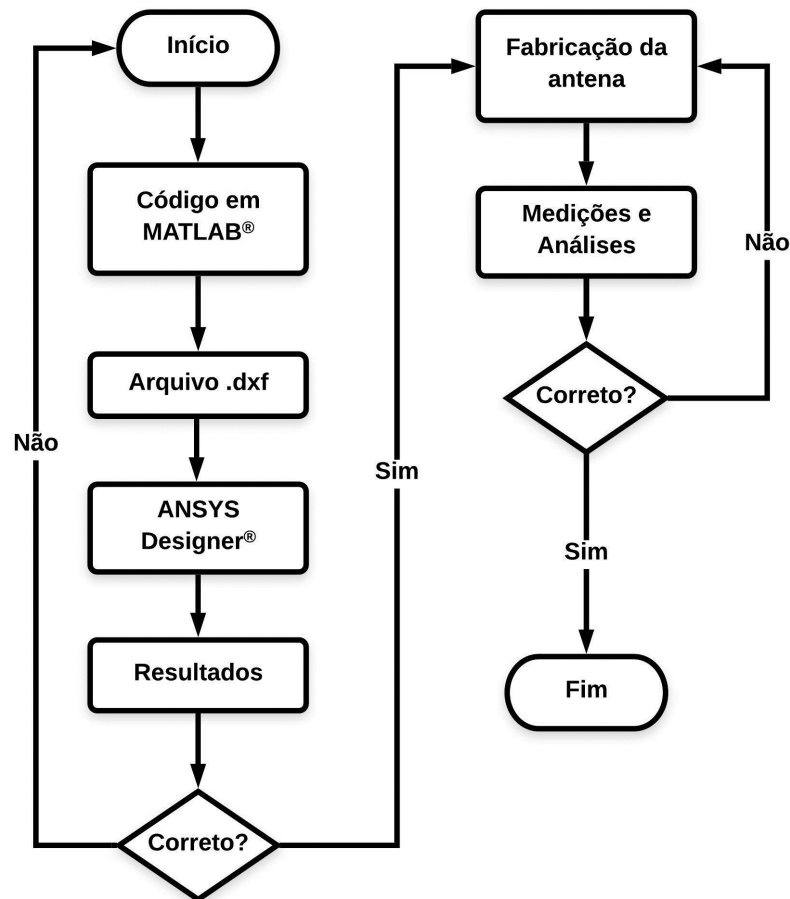 Início
Código em
MATLAB®
Arquivo .dxf
ANSYS
Designer®
Resultados
Correto?
Não
Sim
Fabricação da
antena
Medições e
Análises
Correto?
Não
Sim
Fim